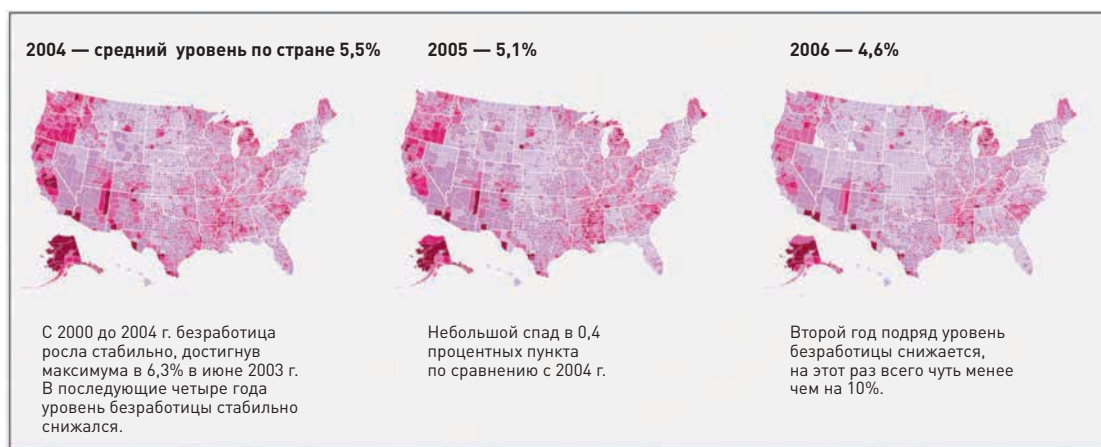 2004 — средний уровень по стране 5,5%
2005 — 5,1%
2006 — 4,6%
С 2000 до 2004 г. безработица
росла стабильно, достигнув
максимума в 6,3% в июне 2003 г.
В последующие четыре года
уровень безработицы стабильно
снижался.
Небольшой спад в 0,4
процентных пункта
по сравнению с 2004 г.
Второй год подряд уровень
безработицы снижается,
на этот раз всего чуть менее
чем на 10%.